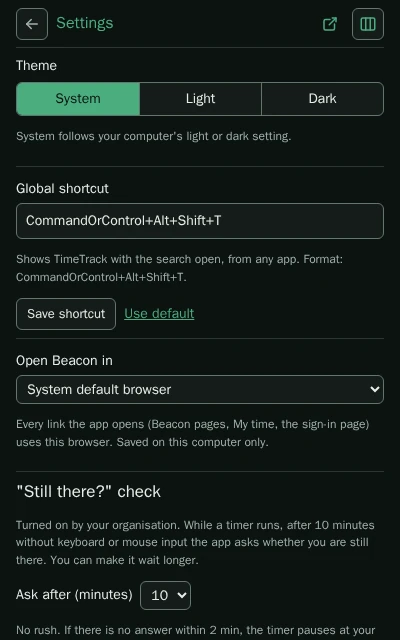 Settings
Theme
System
Light
Dark
System follows your computer's light or dark setting.
Global shortcut
CommandOrControl+Alt+Shift+T
Shows TimeTrack with the search open, from any app. Format:
CommandOrControl+Alt+Shift+T.
Save shortcut
Use default
Open Beacon in
System default browser
Every link the app opens (Beacon pages, My time, the sign-in page)
uses this browser. Saved on this computer only.
"Still there?" check
Turned on by your organisation. While a timer runs, after 10 minutes
without keyboard or mouse input the app asks whether you are still
there. You can make it wait longer.
Ask after (minutes)
10
No rush. If there is no answer within 2 min, the timer pauses at your